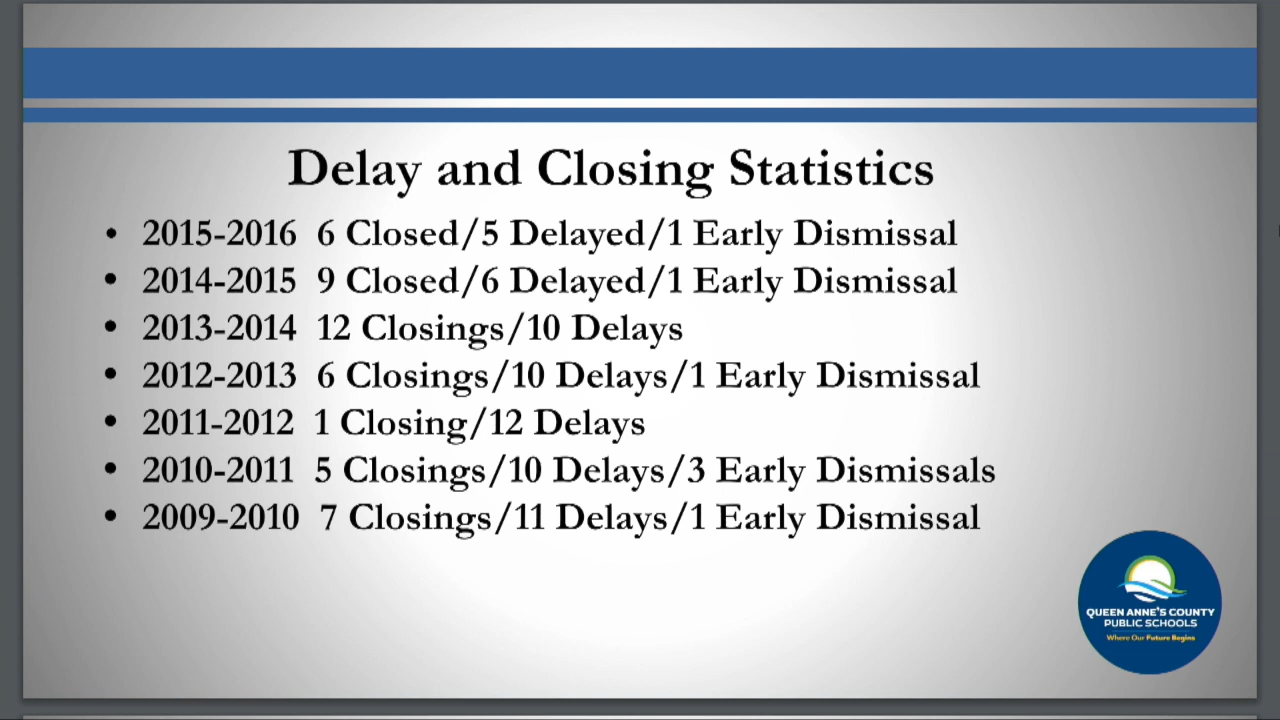 Delay and Closing Statistics
• 2015-2016 6 Closed/5 Delayed/1 Early Dismissal
• 2014-2015 9 Closed/6 Delayed/1 Early Dismissal
• 2013-2014 12 Closings/10 Delays
• 2012-2013 6 Closings/10 Delays/1 Early Dismissal
• 2011-2012 1 Closing/12 Delays
• 2010-2011 5 Closings/10 Delays/3 Early Dismissals
• 2009-2010 7 Closings/11 Delays/1 Early Dismissal
QUEEN ANNE'S COUNTY
PUBLIC SCHOOLS
Where Our Future Begins